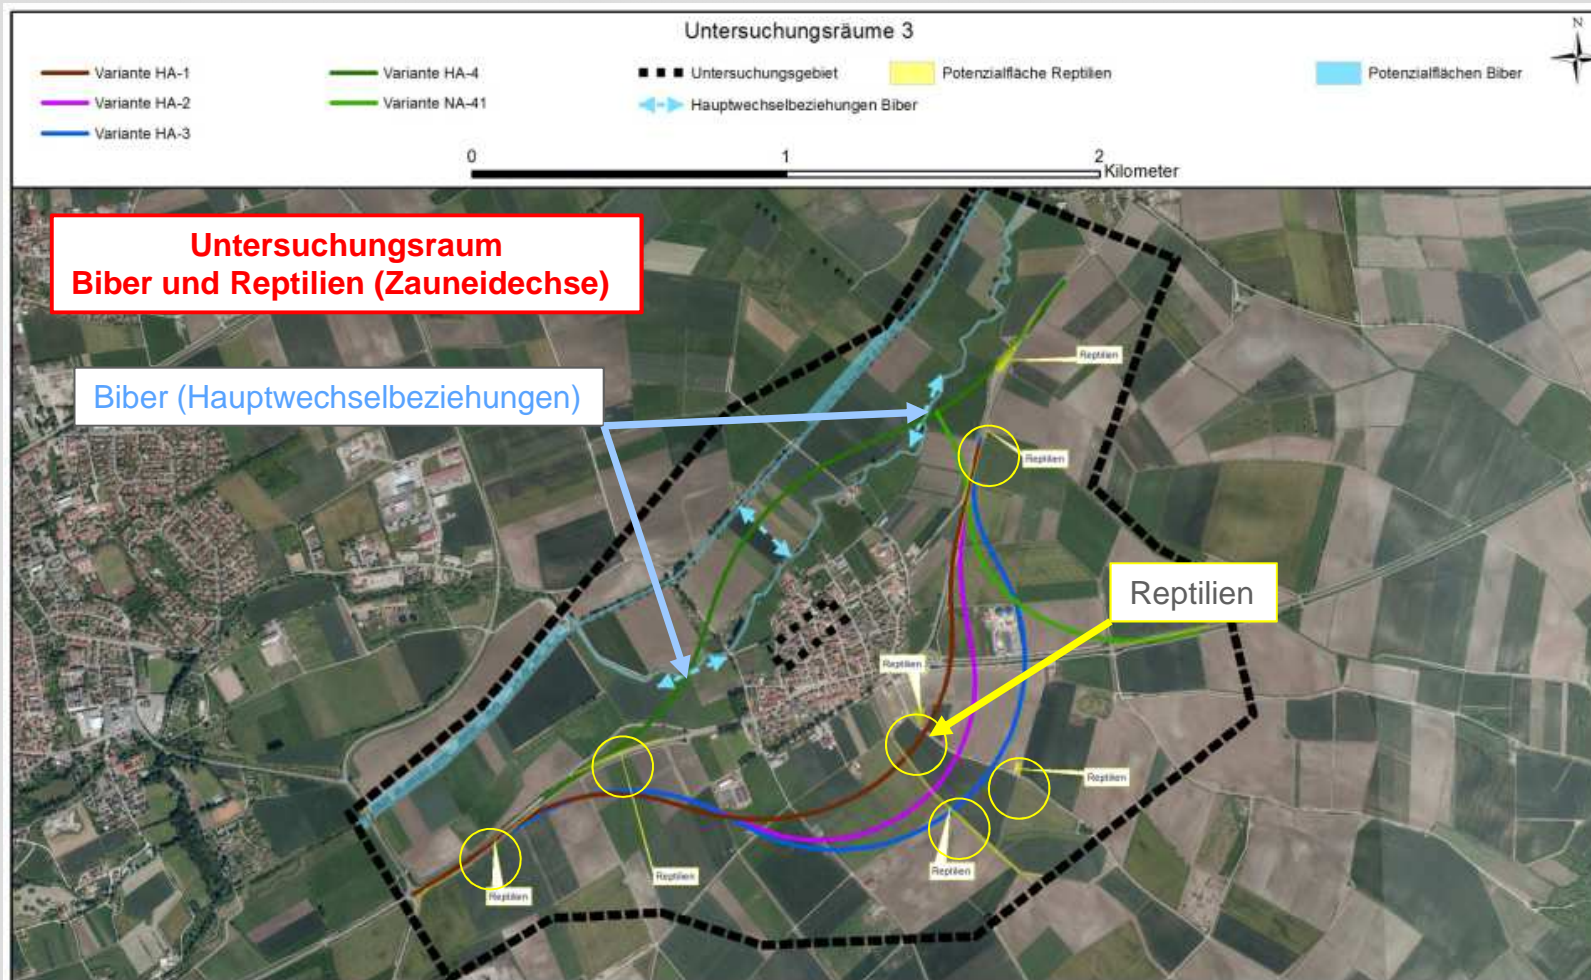 Untersuchungsräume 3
N
Variante HA-1
Variante HA-2
Variante HA-3
Variante HA-4
Variante NA-41
Untersuchungsgebiet
Hauptwechselbeziehungen Biber
Potenzialfläche Reptilien
Potenzialflächen Biber
0 1 2
Kilometer
Untersuchungsraum
Biber und Reptilien (Zauneidechse)
Biber (Hauptwechselbeziehungen)
Reptilien
Reptilien
Reptilien
Reptilien
Reptilien
Reptilien
Reptilien
Reptilien